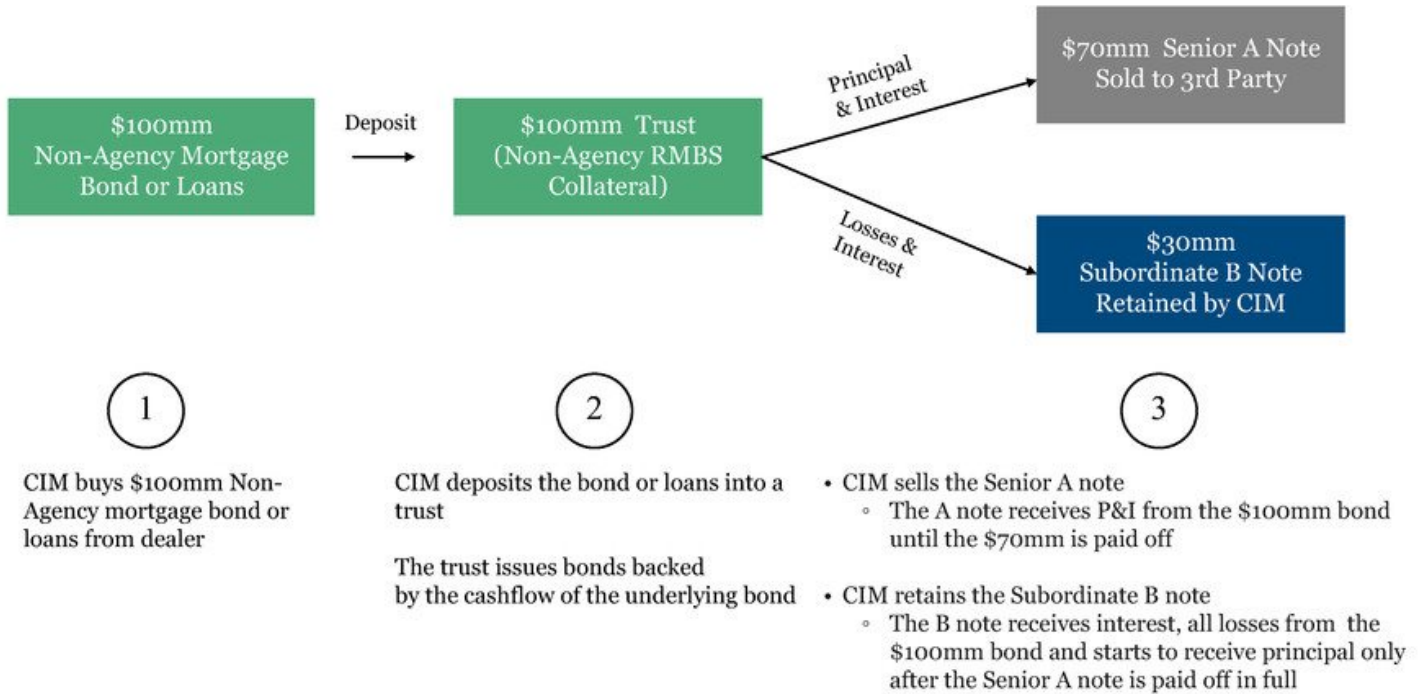 $100mm
Non-Agency Mortgage
Bond or Loans
Deposit
$100mm Trust
(Non-Agency RMBS
Collateral)
Principal
& Interest
$70mm Senior A Note
Sold to 3rd Party
Losses &
Interest
$30mm
Subordinate B Note
Retained by CIM
1
CIM buys $100mm Non-
Agency mortgage bond or
loans from dealer
2
CIM deposits the bond or loans into a
trust
The trust issues bonds backed
by the cashflow of the underlying bond
3
• CIM sells the Senior A note
◦ The A note receives P&I from the $100mm bond
until the $70mm is paid off
• CIM retains the Subordinate B note
◦ The B note receives interest, all losses from the
$100mm bond and starts to receive principal only
after the Senior A note is paid off in full